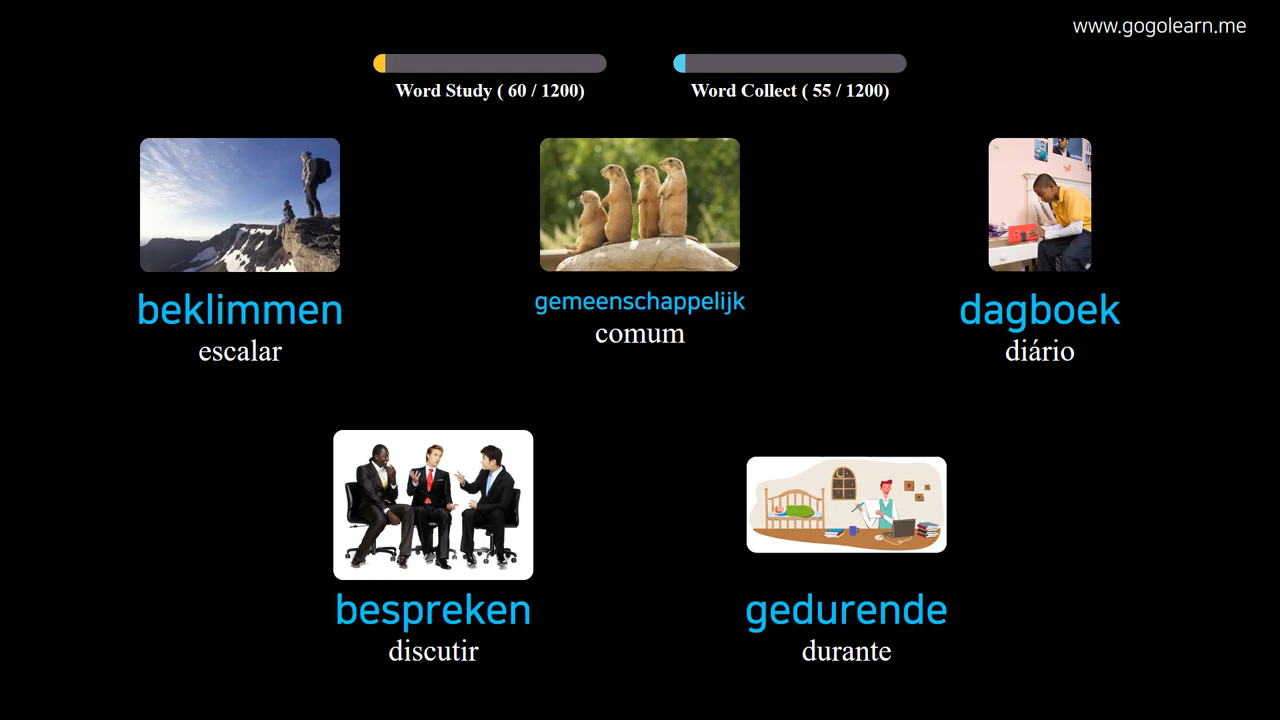 www.gogolearn.me
Word Study ( 60 / 1200)
Word Collect ( 55 / 1200)
beklimmen
escalar
gemeenschappelijk
comum
dagboek
diário
bespreken
discutir
gedurende
durante